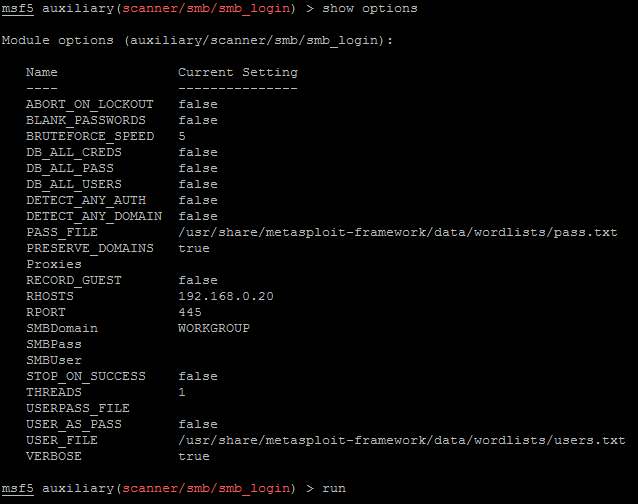 msf5 auxiliary(scanner/smb/smb_login) > show options
Module options (auxiliary/scanner/smb/smb_login):
Name Current Setting
---- ---------------
ABORT_ON_LOCKOUT false
BLANK_PASSWORDS false
BRUTEFORCE_SPEED 5
DB_ALL_CREDS false
DB_ALL_PASS false
DB_ALL_USERS false
DETECT_ANY_AUTH false
DETECT_ANY_DOMAIN false
PASS_FILE /usr/share/metasploit-framework/data/wordlists/pass.txt
PRESERVE_DOMAINS true
Proxies
RECORD_GUEST false
RHOSTS 192.168.0.20
RPORT 445
SMBDomain WORKGROUP
SMBPass
SMBUser
STOP_ON_SUCCESS false
THREADS 1
USERPASS_FILE
USER_AS_PASS false
USER_FILE /usr/share/metasploit-framework/data/wordlists/users.txt
VERBOSE true
msf5 auxiliary(scanner/smb/smb_login) > run